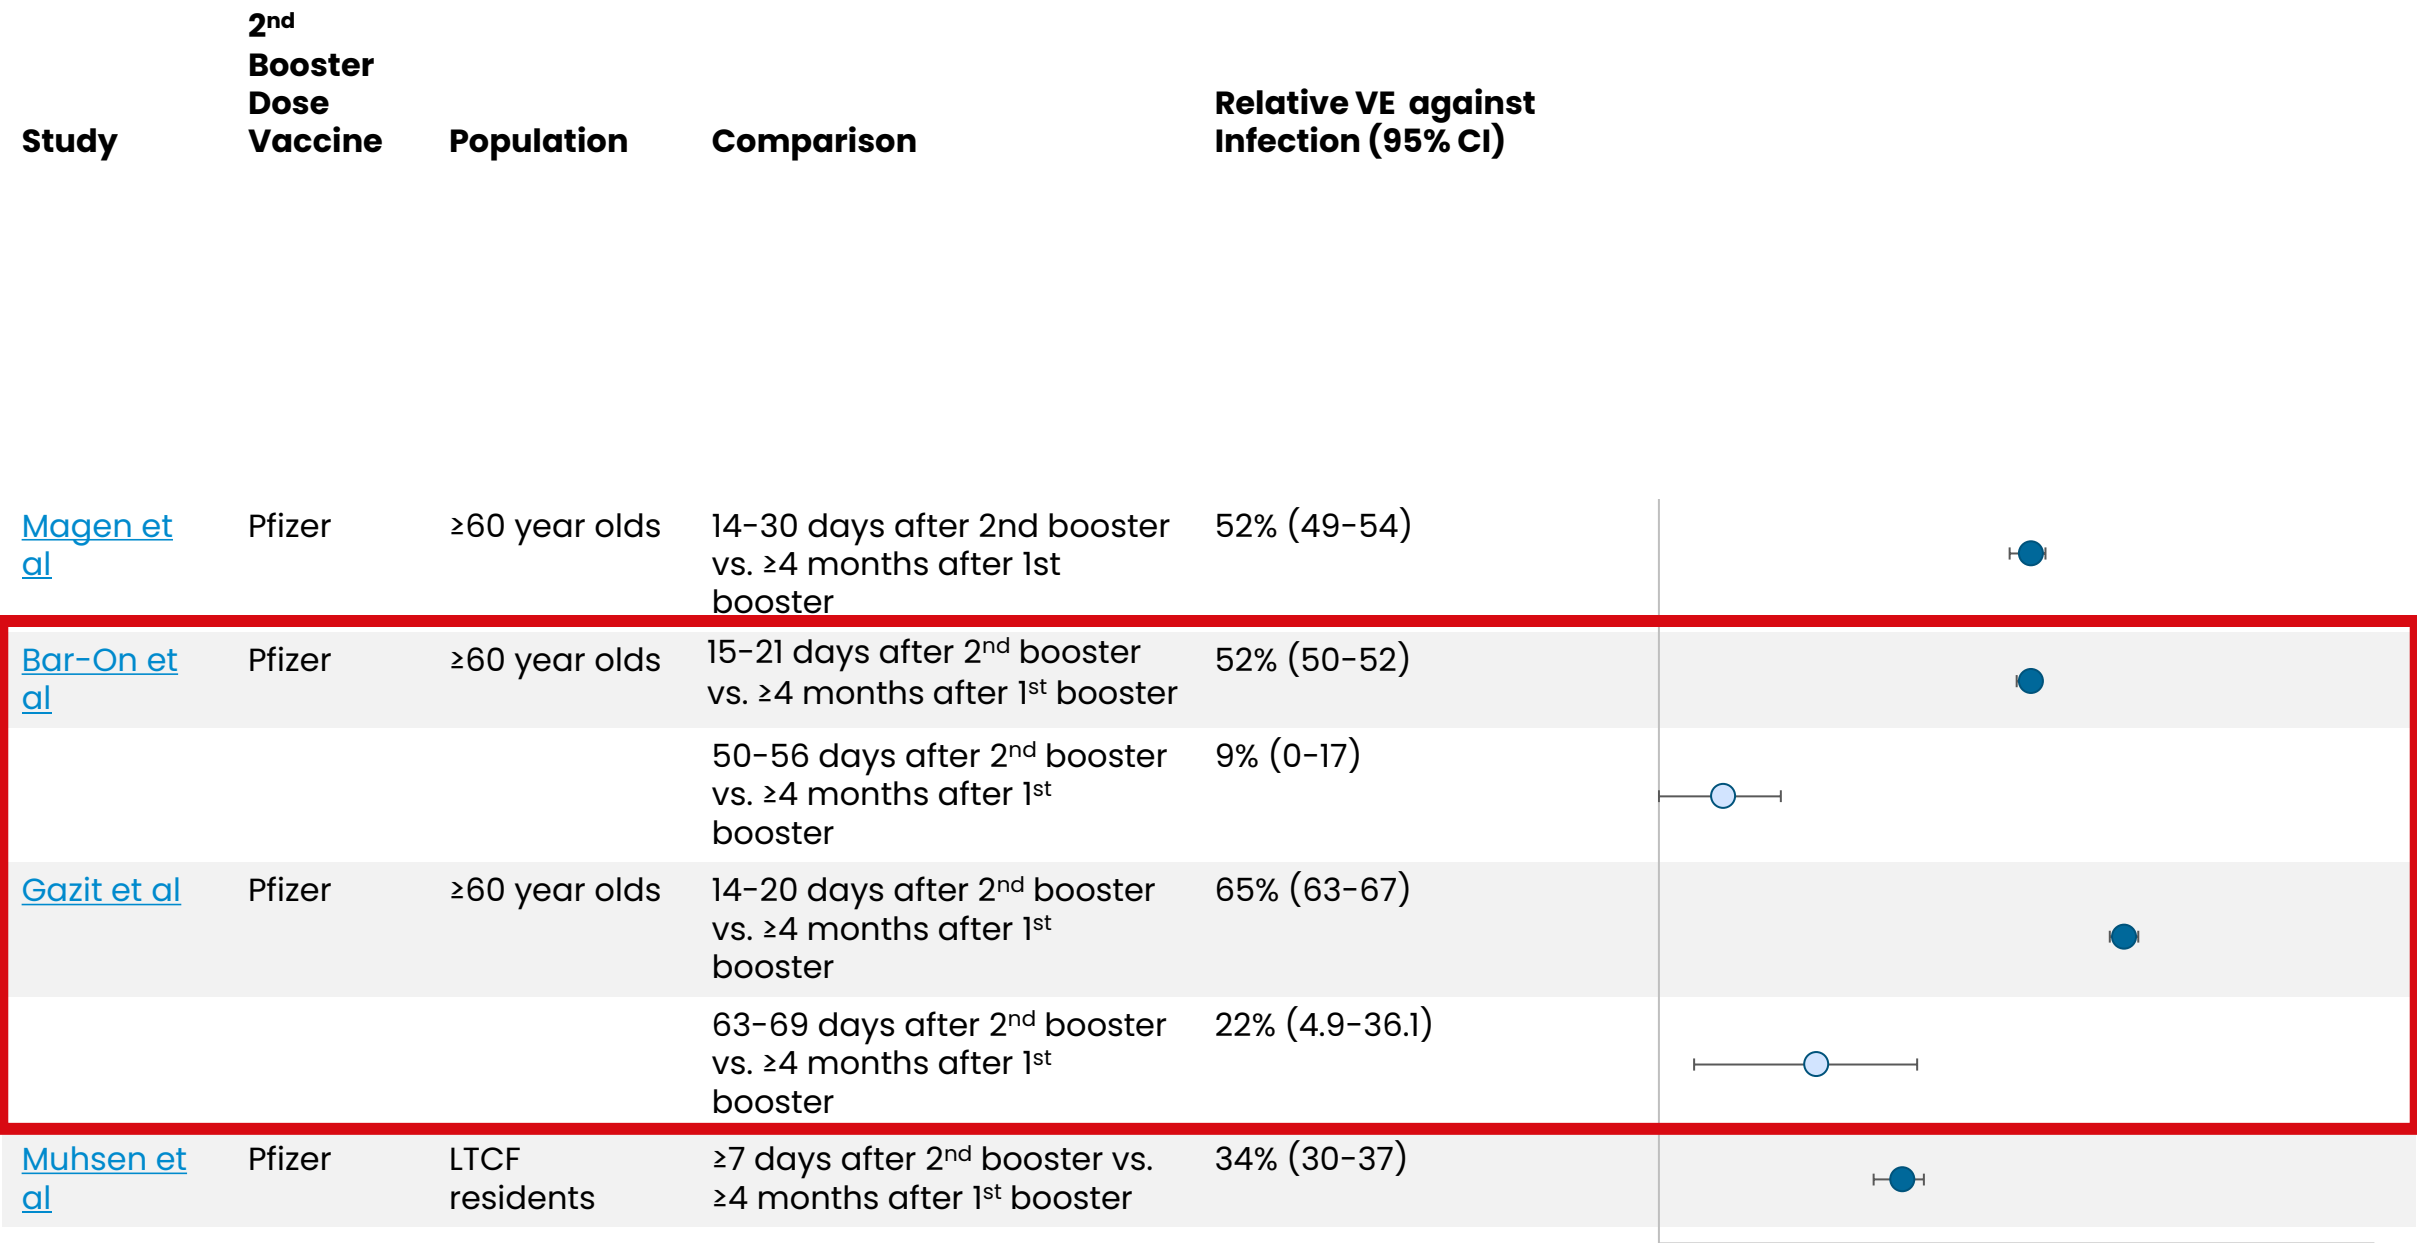 2nd
Booster
Dose
Study Vaccine Population Comparison
Relative VE against
Infection (95% CI)
Magen et al
Pfizer
≥60 year olds
14-30 days after 2nd booster
vs. ≥4 months after 1st
booster
52% (49-54)
Bar-On et
al
Pfizer
≥60 year olds
15-21 days after 2nd booster
vs. ≥4 months after 1st booster
52% (50-52)
50-56 days after 2nd booster
vs. ≥4 months after 1st
booster
9% (0-17)
Gazit et al
Pfizer
≥60 year olds
14-20 days after 2nd booster
vs. ≥4 months after 1st
booster
65% (63-67)
63-69 days after 2nd booster
vs. ≥4 months after 1st
booster
22% (4.9-36.1)
Muhsen et
al
Pfizer
LTCF
residents
≥7 days after 2nd booster vs.
≥4 months after 1st booster
34% (30-37)